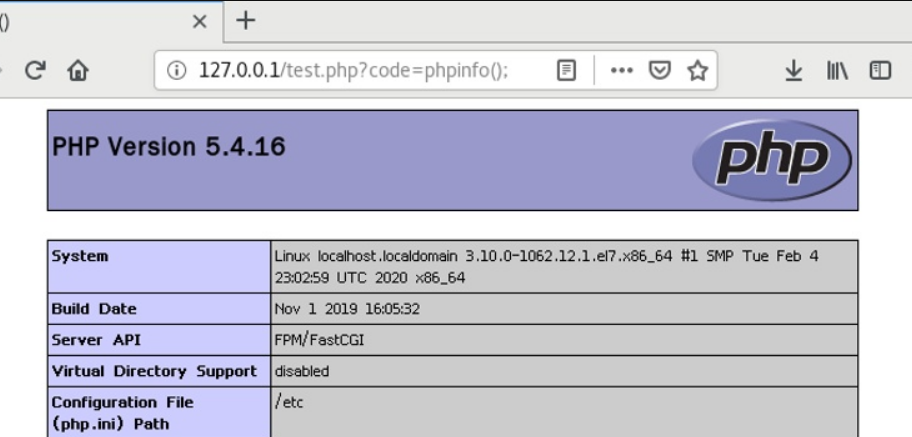 ()
127.0.0.1/test.php?code=phpinfo();
PHP Version 5.4.16
php
System
Linux localhost.localdomain 3.10.0-1062.12.1.el7.x86_64 #1 SMP Tue Feb 4
23:02:59 UTC 2020 x86_64
Build Date
Nov 1 2019 16:05:32
Server API
FPM/FastCGI
Virtual Directory Support
disabled
Configuration File
(php.ini) Path
/etc